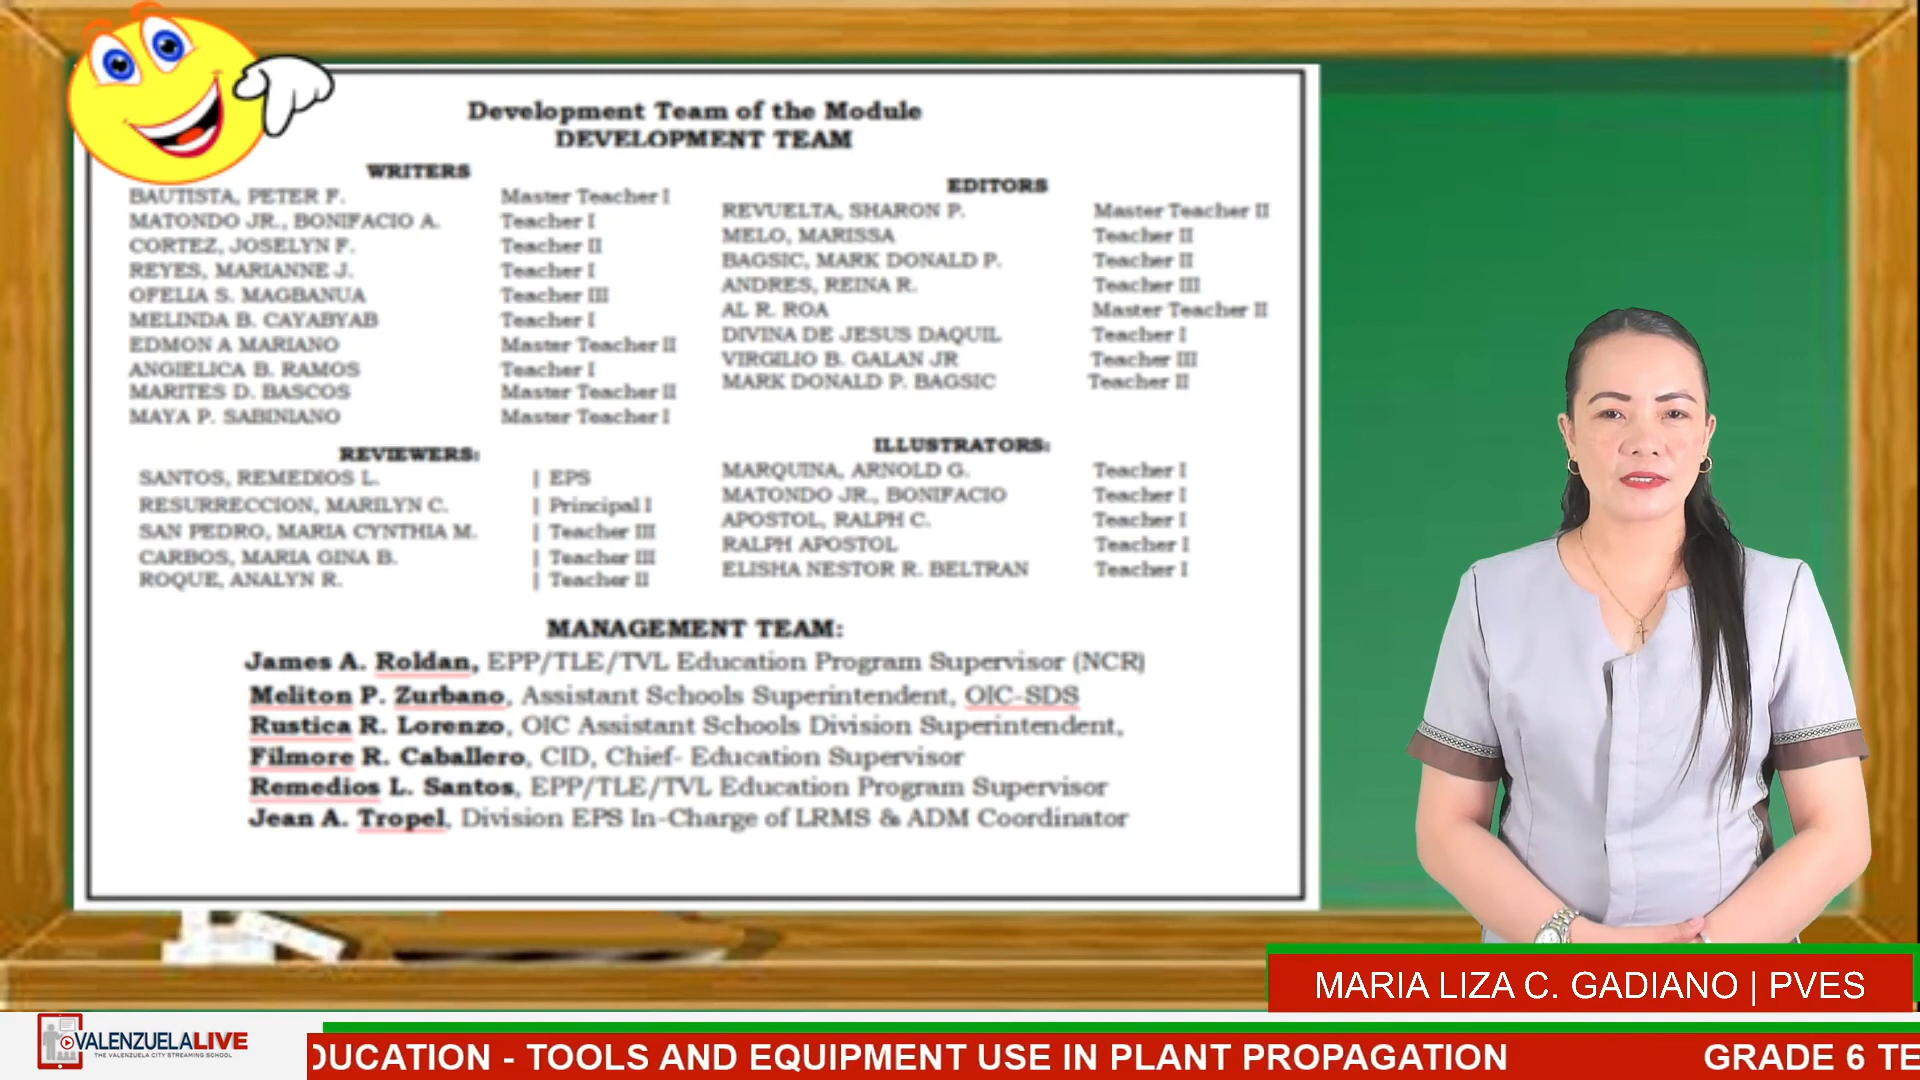 Development Team of the Module
DEVELOPMENT TEAM
WRITERS
BAUTISTA, PETER F. Master Teacher I
MATONDO JR., BONIFACIO A. Teacher I
CORTEZ, JOSELYN F. Teacher II
REYES, MARIANNE J. Teacher I
OFELIA S. MAGBANUA Teacher III
MELINDA B. CAYABYAB Teacher I
EDMON A MARIANO Master Teacher II
ANGIELICA B. RAMOS Teacher I
MARITES D. BASCOS Master Teacher II
MAYA P. SABINIANO Master Teacher I
EDITORS
REVUELTA, SHARON P. Master Teacher II
MELO, MARISSA Teacher II
BAGSIC, MARK DONALD P. Teacher II
ANDRES, REINA R. Teacher III
AL R. ROA Master Teacher II
DIVINA DE JESUS DAQUIL Teacher I
VIRGILIO B. GALAN JR Teacher III
MARK DONALD P. BAGSIC Teacher II
REVIEWERS:
SANTOS, REMEDIOS L. | EPS
RESURRECCION, MARILYN C. | Principal I
SAN PEDRO, MARIA CYNTHIA M. | Teacher III
CARBOS, MARIA GINA B. | Teacher III
ROQUE, ANALYN R. | Teacher II
ILLUSTRATORS:
MARQUINA, ARNOLD G. Teacher I
MATONDO JR., BONIFACIO Teacher I
APOSTOL, RALPH C. Teacher I
RALPH APOSTOL Teacher I
ELISHA NESTOR R. BELTRAN Teacher I
MANAGEMENT TEAM:
James A. Roldan, EPP/TLE/TVL Education Program Supervisor (NCR)
Meliton P. Zurbano, Assistant Schools Superintendent, OIC-SDS
Rustica R. Lorenzo, OIC Assistant Schools Division Superintendent,
Filmore R. Caballero, CID, Chief- Education Supervisor
Remedios L. Santos, EPP/TLE/TVL Education Program Supervisor
Jean A. Tropel, Division EPS In-Charge of LRMS & ADM Coordinator
MARIA LIZA C. GADIANO | PVES
VALENZUELALIVE
THE VALENZUELA CITY STREAMING SCHOOL
DUCATION - TOOLS AND EQUIPMENT USE IN PLANT PROPAGATION GRADE 6 TE